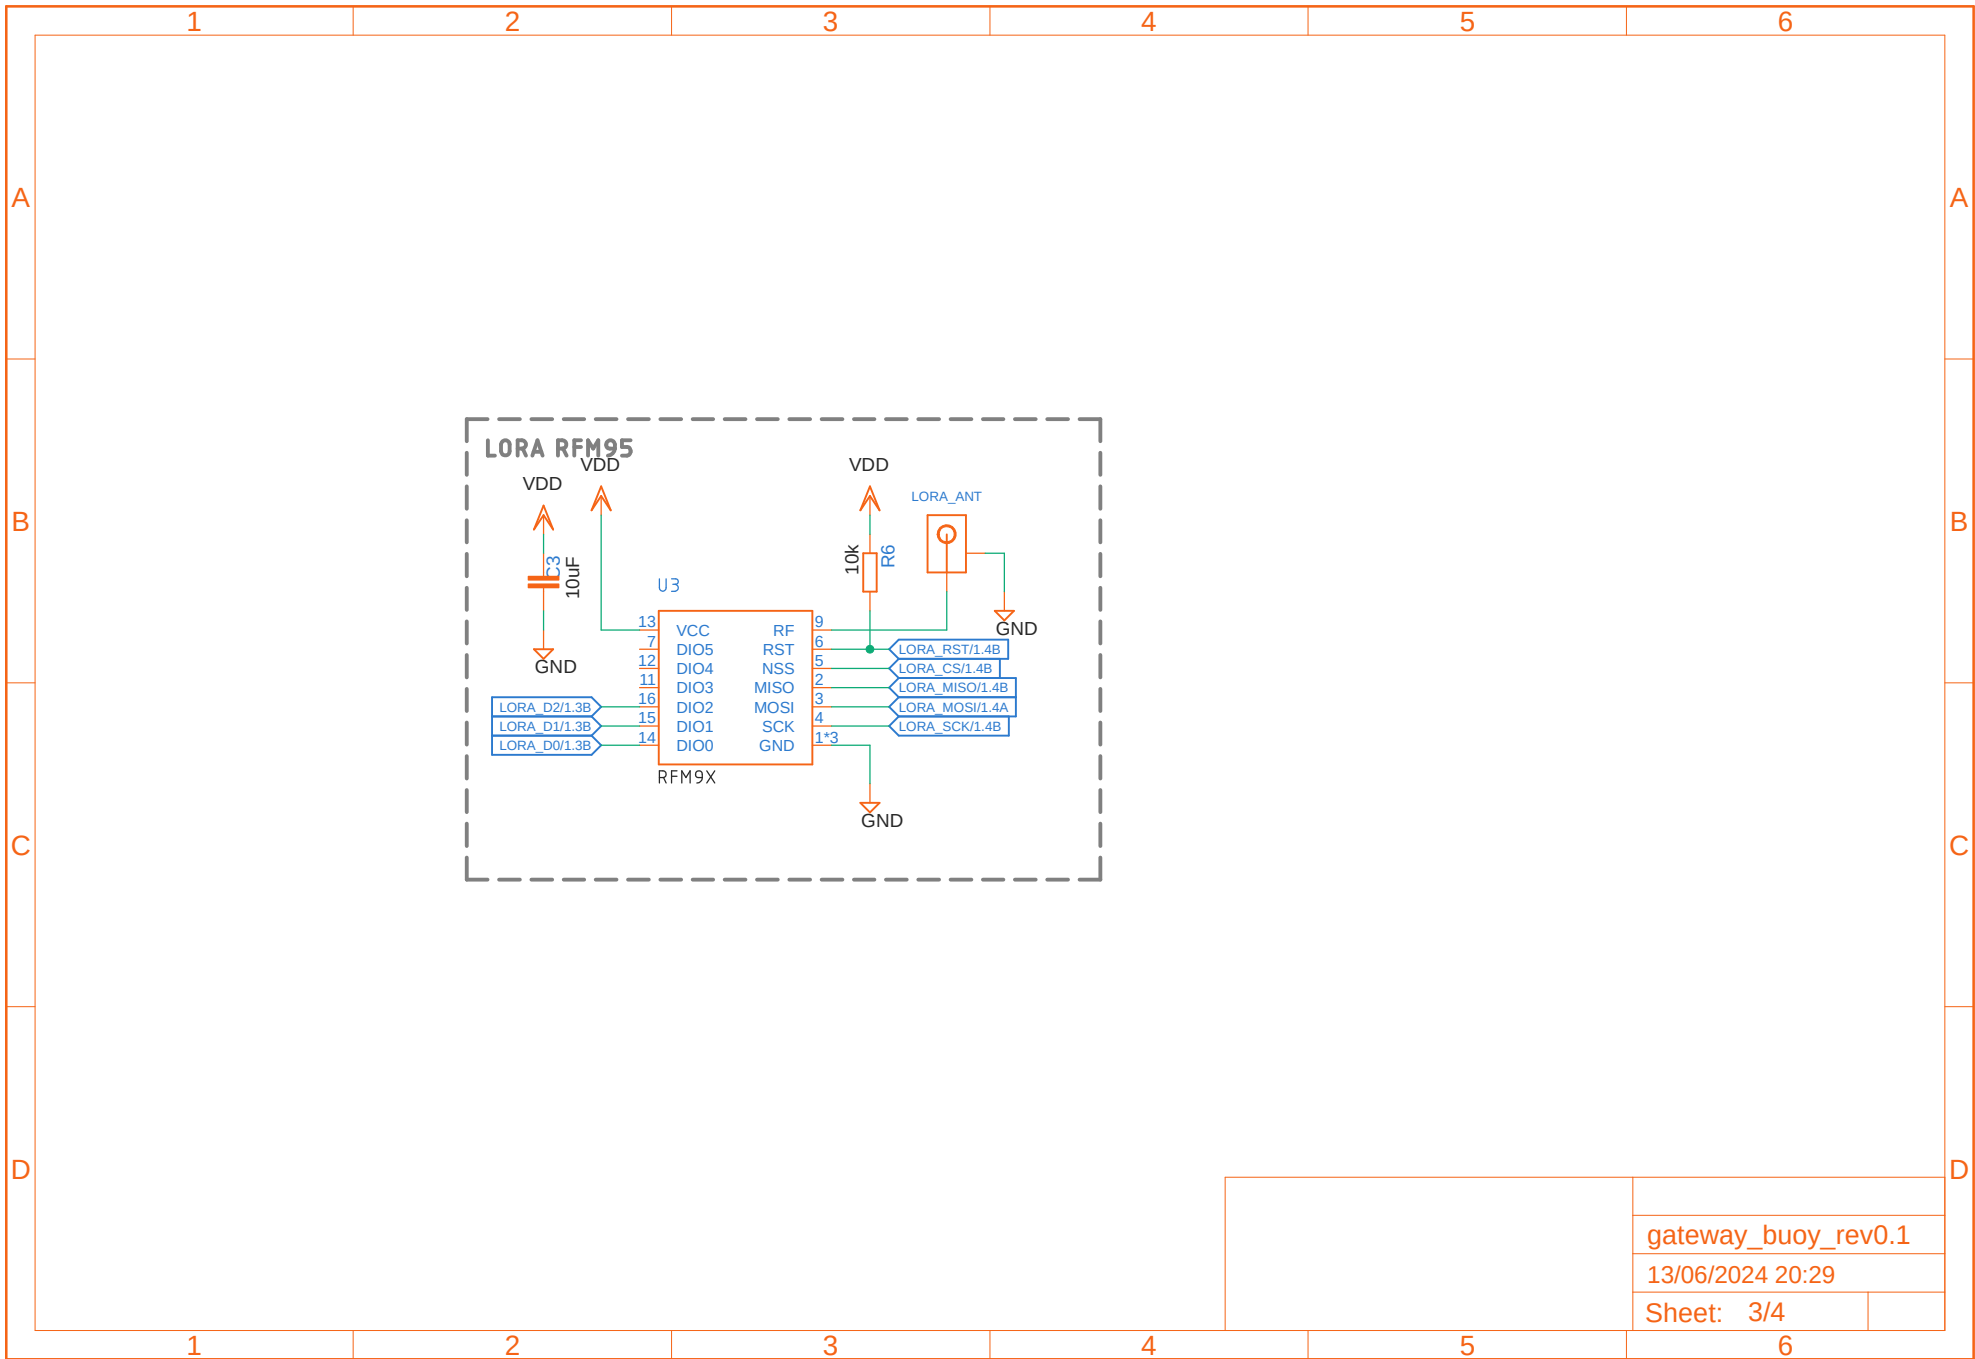 1 2 3 4 5 6
A A
LORA RFM95
VDD VDD
VDD LORA_ANT
B B
C3 10uF 10k R6
U3
13 VCC RF 9 GND
7 DIO5 RST 6 LORA_RST/1.4B
12 DIO4 NSS 5 LORA_CS/1.4B
GND
11 DIO3 MISO 2 LORA_MISO/1.4B
LORA_D2/1.3B 16 DIO2 MOSI 3 LORA_MOSI/1.4A
LORA_D1/1.3B 15 DIO1 SCK 4 LORA_SCK/1.4B
LORA_D0/1.3B 14 DIO0 GND 1*3
RFM9X
GND
C C
D D
gateway_buoy_rev0.1
13/06/2024 20:29
Sheet: 3/4
1 2 3 4 5 6